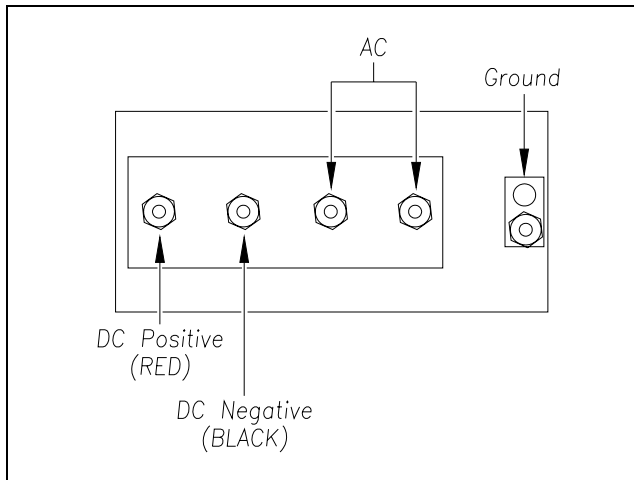 AC
Ground
DC Positive
(RED)
DC Negative
(BLACK)